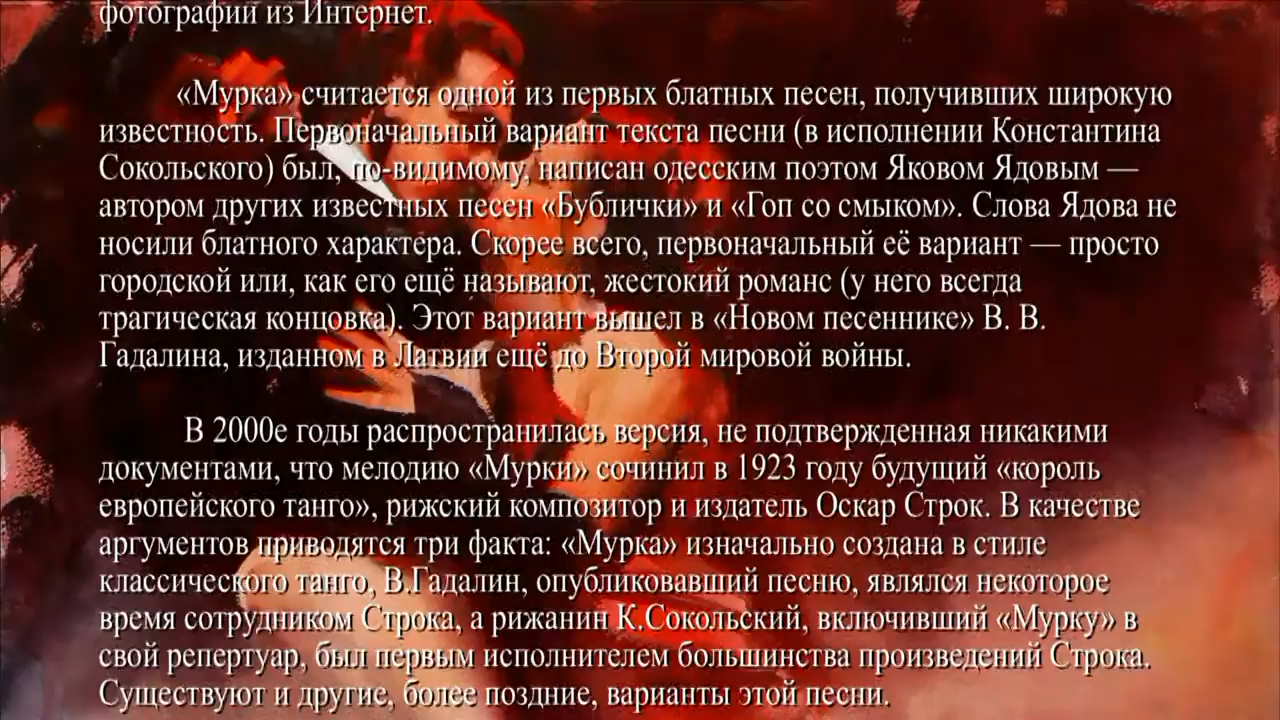 фотографии из Интернет.
«Мурка» считается одной из первых блатных песен, получивших широкую
известность. Первоначальный вариант текста песни (в исполнении Константина
Сокольского) был, по-видимому, написан одесским поэтом Яковом Ядовым —
автором других известных песен «Бублички» и «Гоп со смыком». Слова Ядова не
носили блатного характера. Скорее всего, первоначальный её вариант — просто
городской или, как его ещё называют, жестокий романс (у него всегда
трагическая концовка). Этот вариант вышел в «Новом песеннике» В. В.
Гадалина, изданном в Латвии ещё до Второй мировой войны.
В 2000е годы распространилась версия, не подтвержденная никакими
документами, что мелодию «Мурки» сочинил в 1923 году будущий «король
европейского танго», рижский композитор и издатель Оскар Строк. В качестве
аргументов приводятся три факта: «Мурка» изначально создана в стиле
классического танго, В.Гадалин, опубликовавший песню, являлся некоторое
время сотрудником Строка, а рижанин К.Сокольский, включивший «Мурку» в
свой репертуар, был первым исполнителем большинства произведений Строка.
Существуют и другие, более поздние, варианты этой песни.